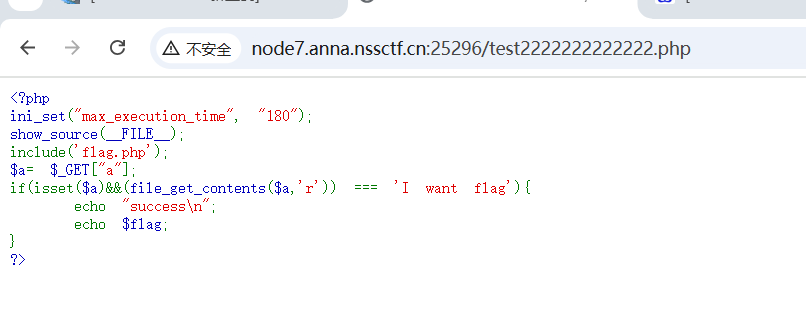 不安全 node7.anna.nssctf.cn:25296/test2222222222222.php
<?php
ini_set("max_execution_time", "180");
show_source(__FILE__);
include('flag.php');
$a= $_GET["a"];
if(isset($a)&&(file_get_contents($a,'r')) === 'I want flag'){
        echo "success\n";
        echo $flag;
}
?>